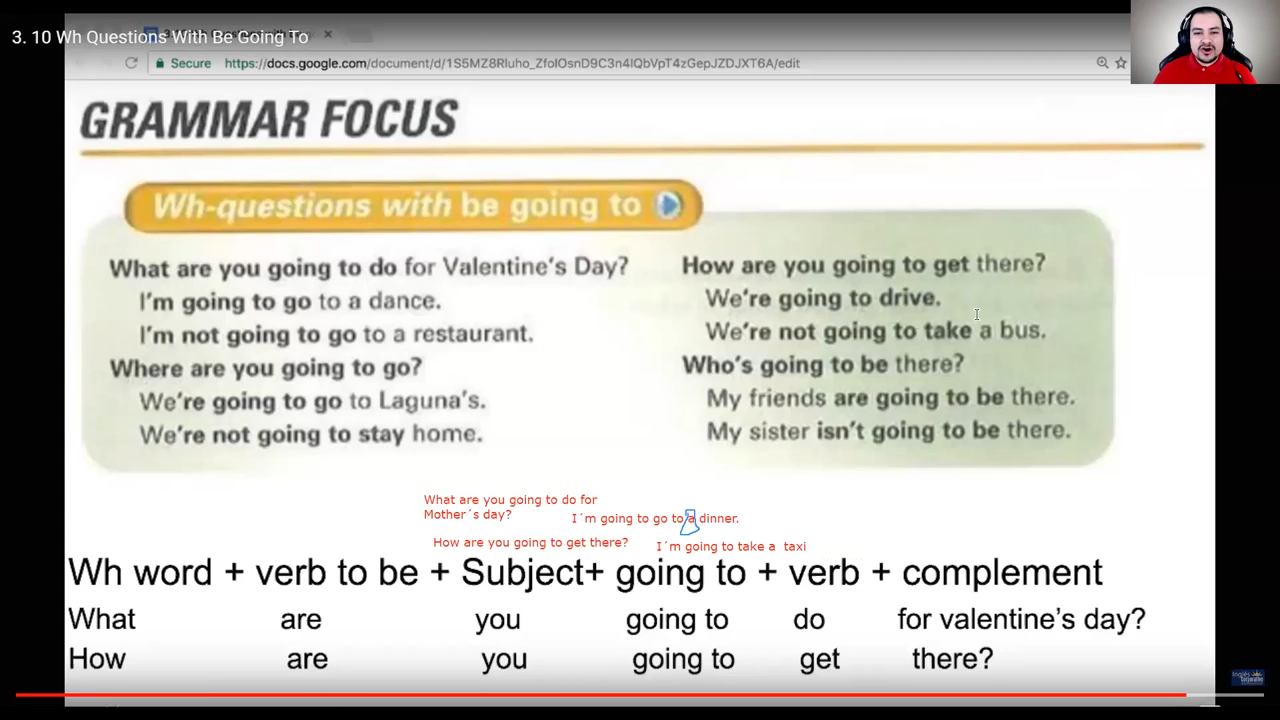 3. 10 Wh Questions With Be Going To
Secure https://docs.google.com/document/d/1S5MZ8RIuho_ZfoIOsnD9C3n4IQbVpT4zGepJZDJXT6A/edit
GRAMMAR FOCUS
Wh-questions with be going to
What are you going to do for Valentine's Day?
I'm going to go to a dance.
I'm not going to go to a restaurant.
Where are you going to go?
We're going to go to Laguna's.
We're not going to stay home.
How are you going to get there?
We're going to drive.
We're not going to take a bus.
Who's going to be there?
My friends are going to be there.
My sister isn't going to be there.
What are you going to do for
Mother´s day?
I´m going to go to a dinner.
How are you going to get there?
I´m going to take a taxi
Wh word + verb to be + Subject+ going to + verb + complement
What are you going to do for valentine's day?
How are you going to get there?
Inglés
Corporativo